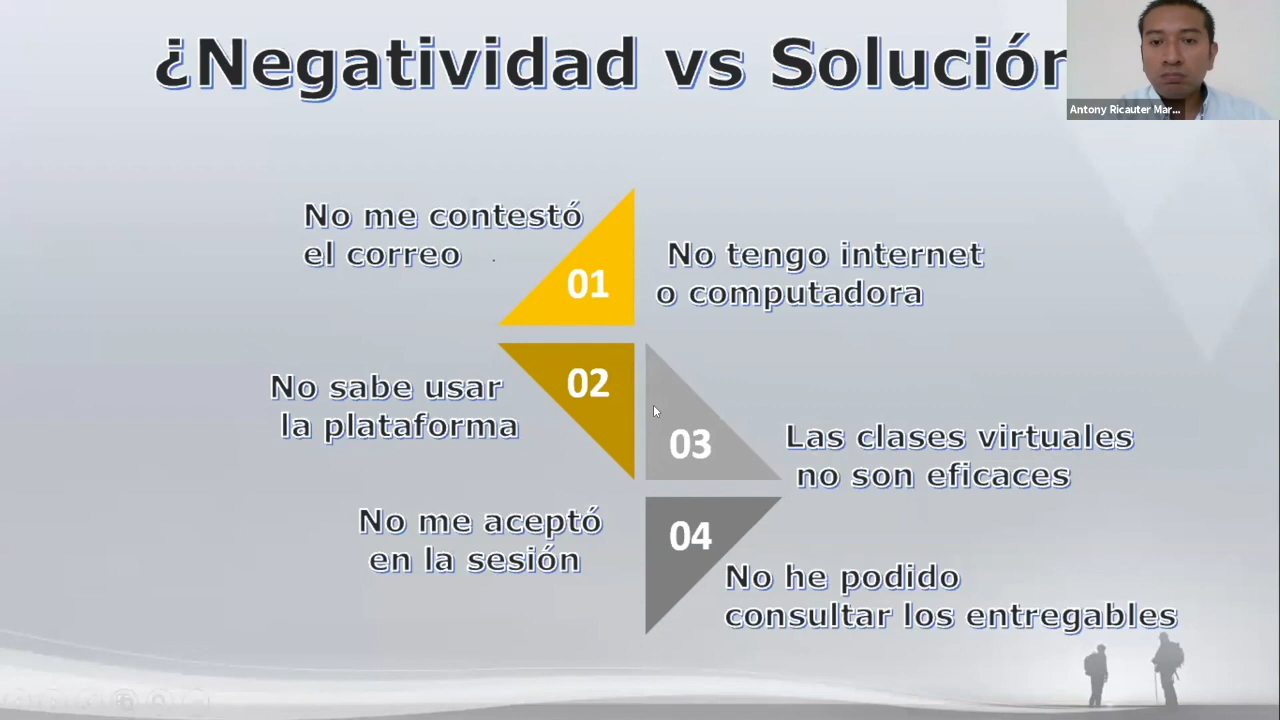 ¿Negatividad vs Solución
Antony Ricauter Mar...
No me contestó
el correo
01
No tengo internet
o computadora
No sabe usar
la plataforma
02
03
Las clases virtuales
no son eficaces
No me aceptó
en la sesión
04
No he podido
consultar los entregables